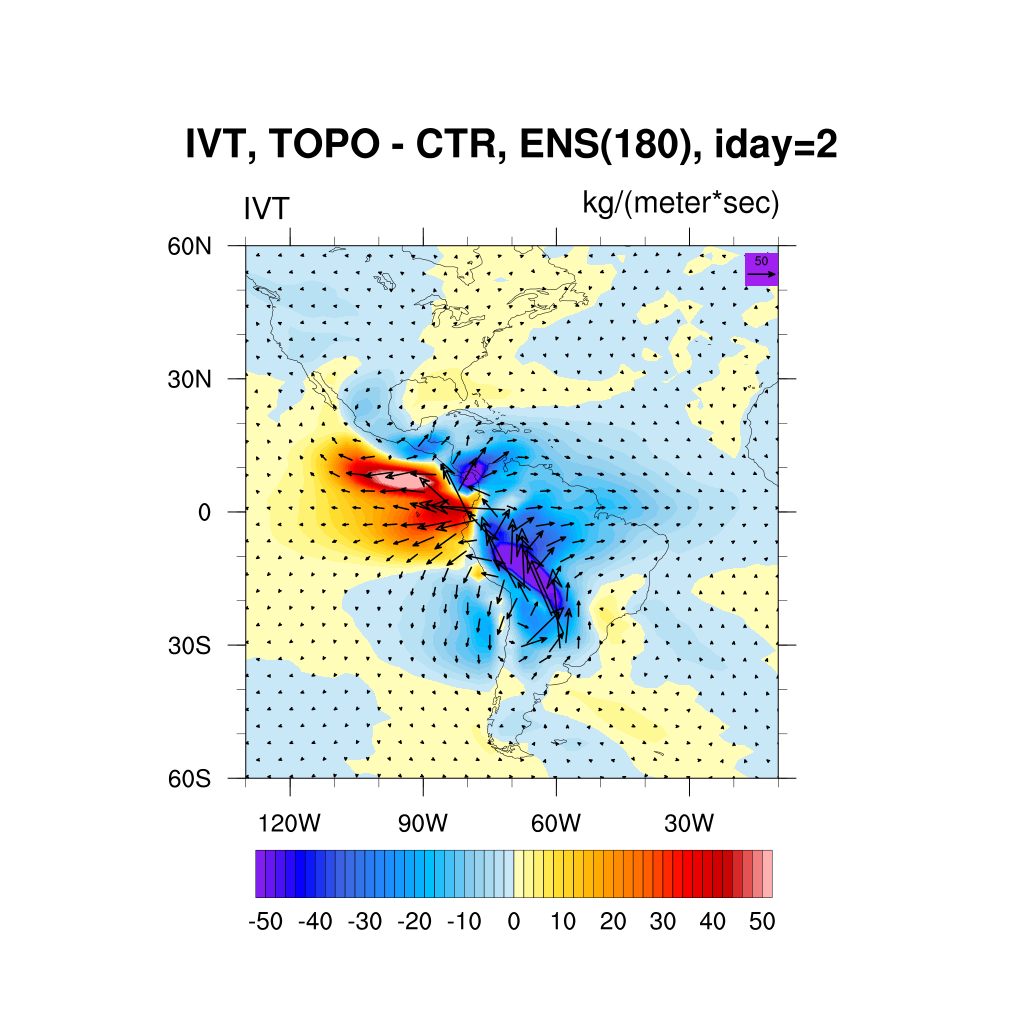 IVT, TOPO - CTR, ENS(180), iday=2
IVT kg/(meter*sec)
50
60N
30N
0
30S
60S
120W 90W 60W 30W
-50 -40 -30 -20 -10 0 10 20 30 40 50